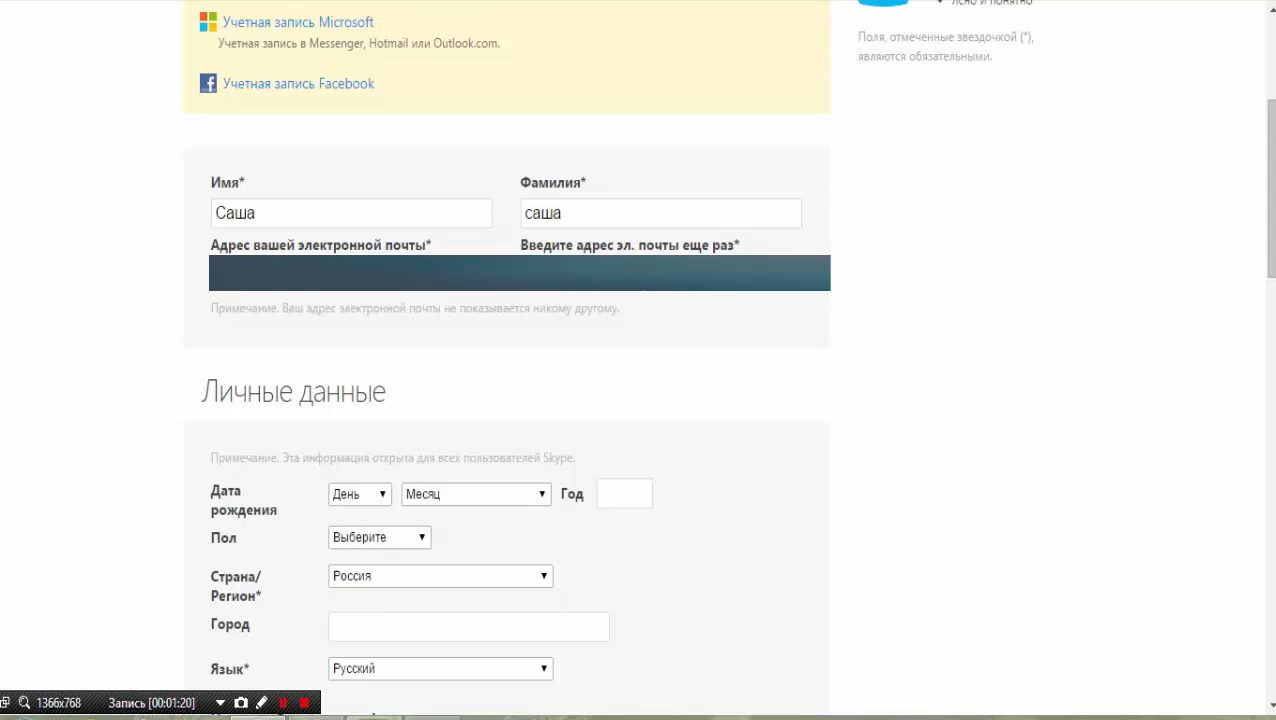 Учетная запись Microsoft
Учетная запись в Messenger, Hotmail или Outlook.com.
Учетная запись Facebook
Ясно и понятно
Поля, отмеченные звездочкой (*),
являются обязательными.
Имя* Фамилия*
Саша саша
Адрес вашей электронной почты* Введите адрес эл. почты еще раз*
Примечание. Ваш адрес электронной почты не показывается никому другому.
Личные данные
Примечание. Эта информация открыта для всех пользователей Skype.
Дата
рождения
День Месяц Год
Пол Выберите
Страна/
Регион*
Россия
Город
Язык* Русский
1366x768 Запись [00:01:20]